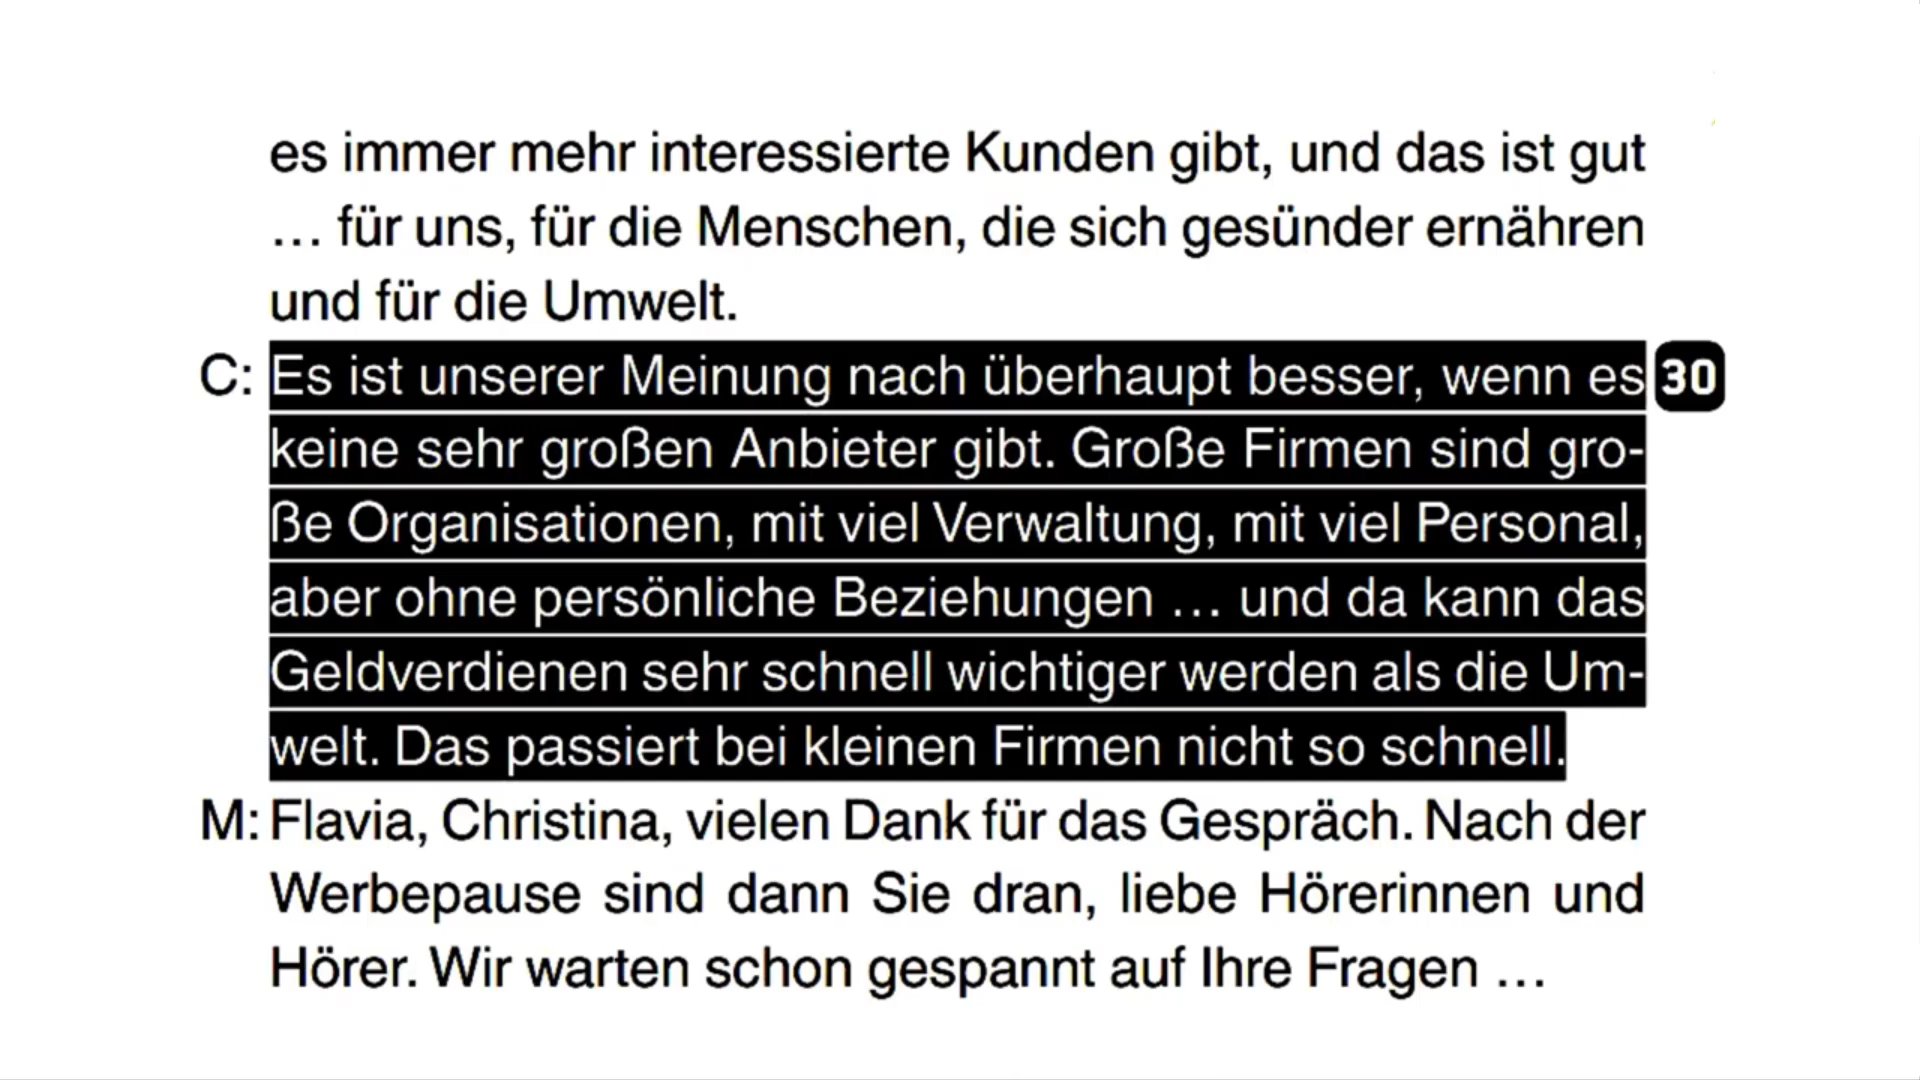 es immer mehr interessierte Kunden gibt, und das ist gut
… für uns, für die Menschen, die sich gesünder ernähren
und für die Umwelt.
C: Es ist unserer Meinung nach überhaupt besser, wenn es 30
keine sehr großen Anbieter gibt. Große Firmen sind gro-
ße Organisationen, mit viel Verwaltung, mit viel Personal,
aber ohne persönliche Beziehungen … und da kann das
Geldverdienen sehr schnell wichtiger werden als die Um-
welt. Das passiert bei kleinen Firmen nicht so schnell.
M: Flavia, Christina, vielen Dank für das Gespräch. Nach der
Werbepause sind dann Sie dran, liebe Hörerinnen und
Hörer. Wir warten schon gespannt auf Ihre Fragen …